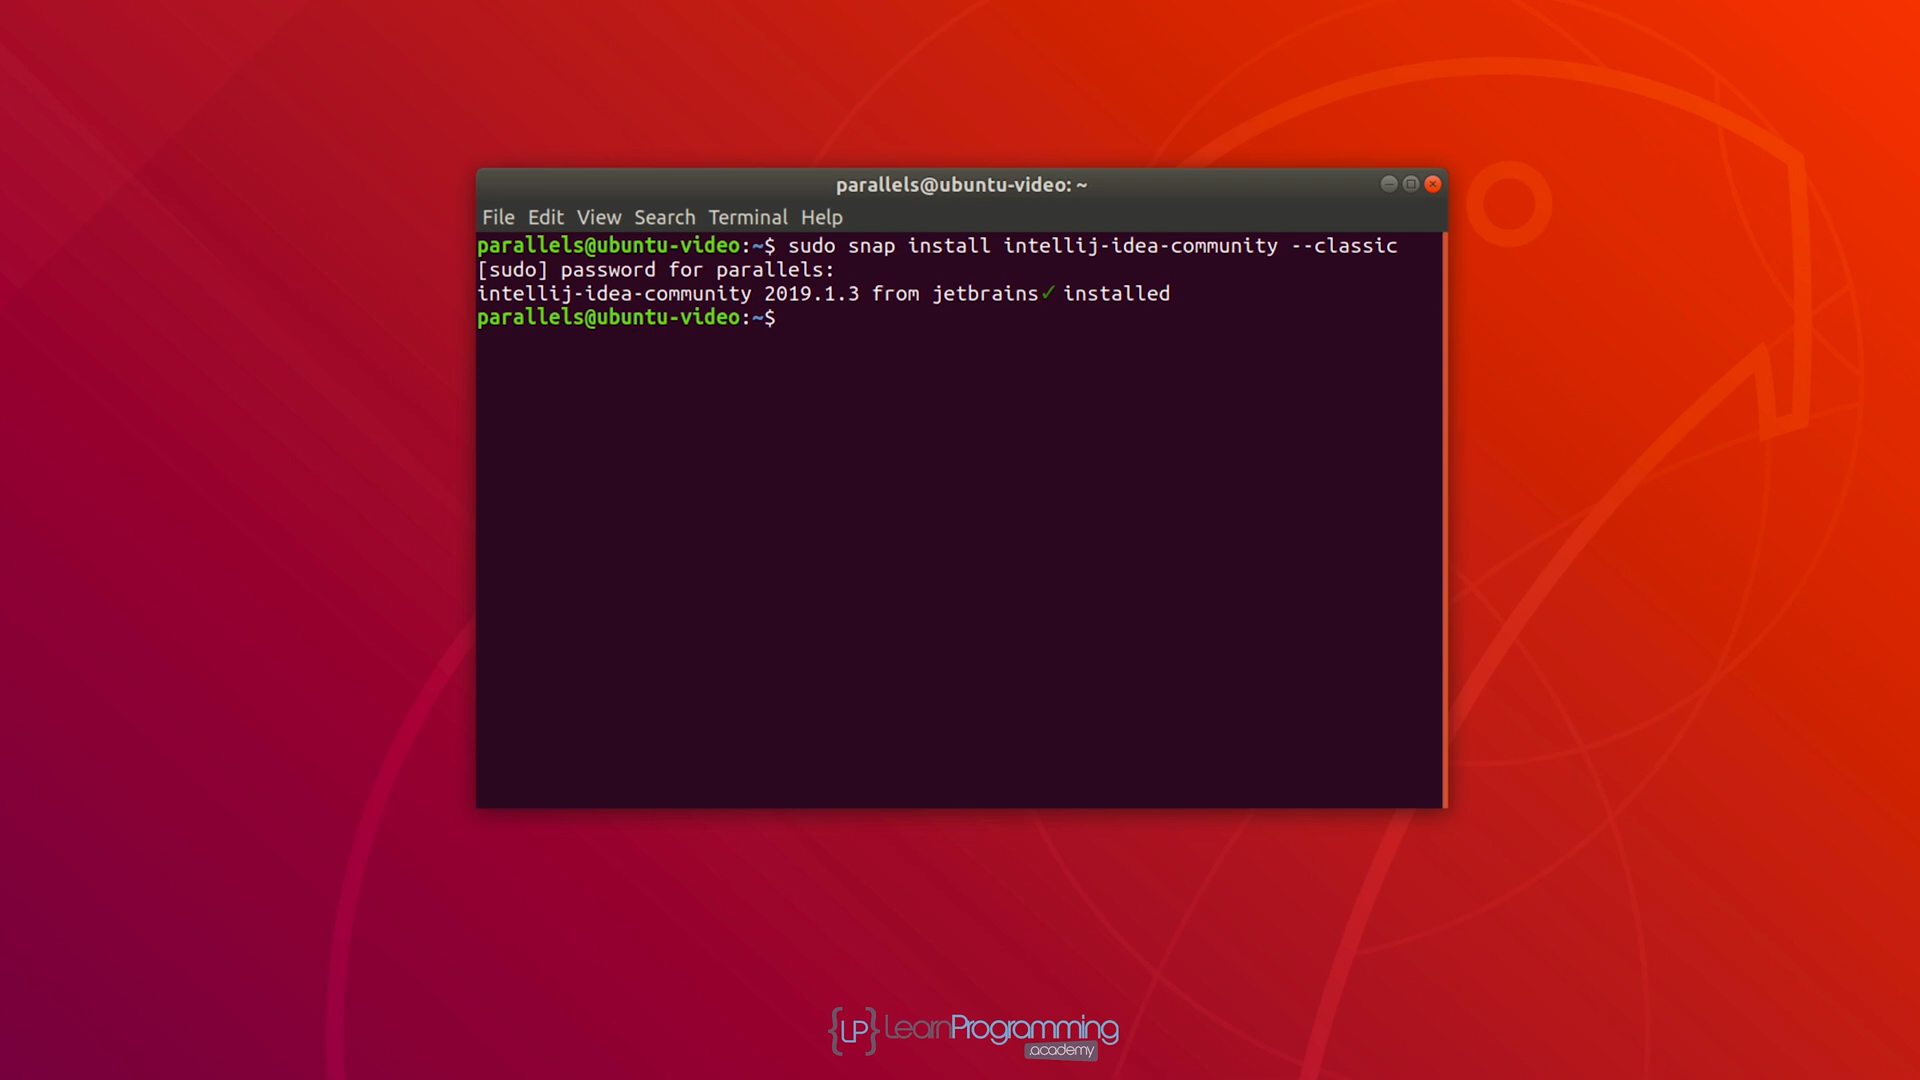 parallels@ubuntu-video: ~
File Edit View Search Terminal Help
parallels@ubuntu-video:~$ sudo snap install intellij-idea-community --classic
[sudo] password for parallels:
intellij-idea-community 2019.1.3 from jetbrains✓ installed
parallels@ubuntu-video:~$
{LP} LearnProgramming
.academy